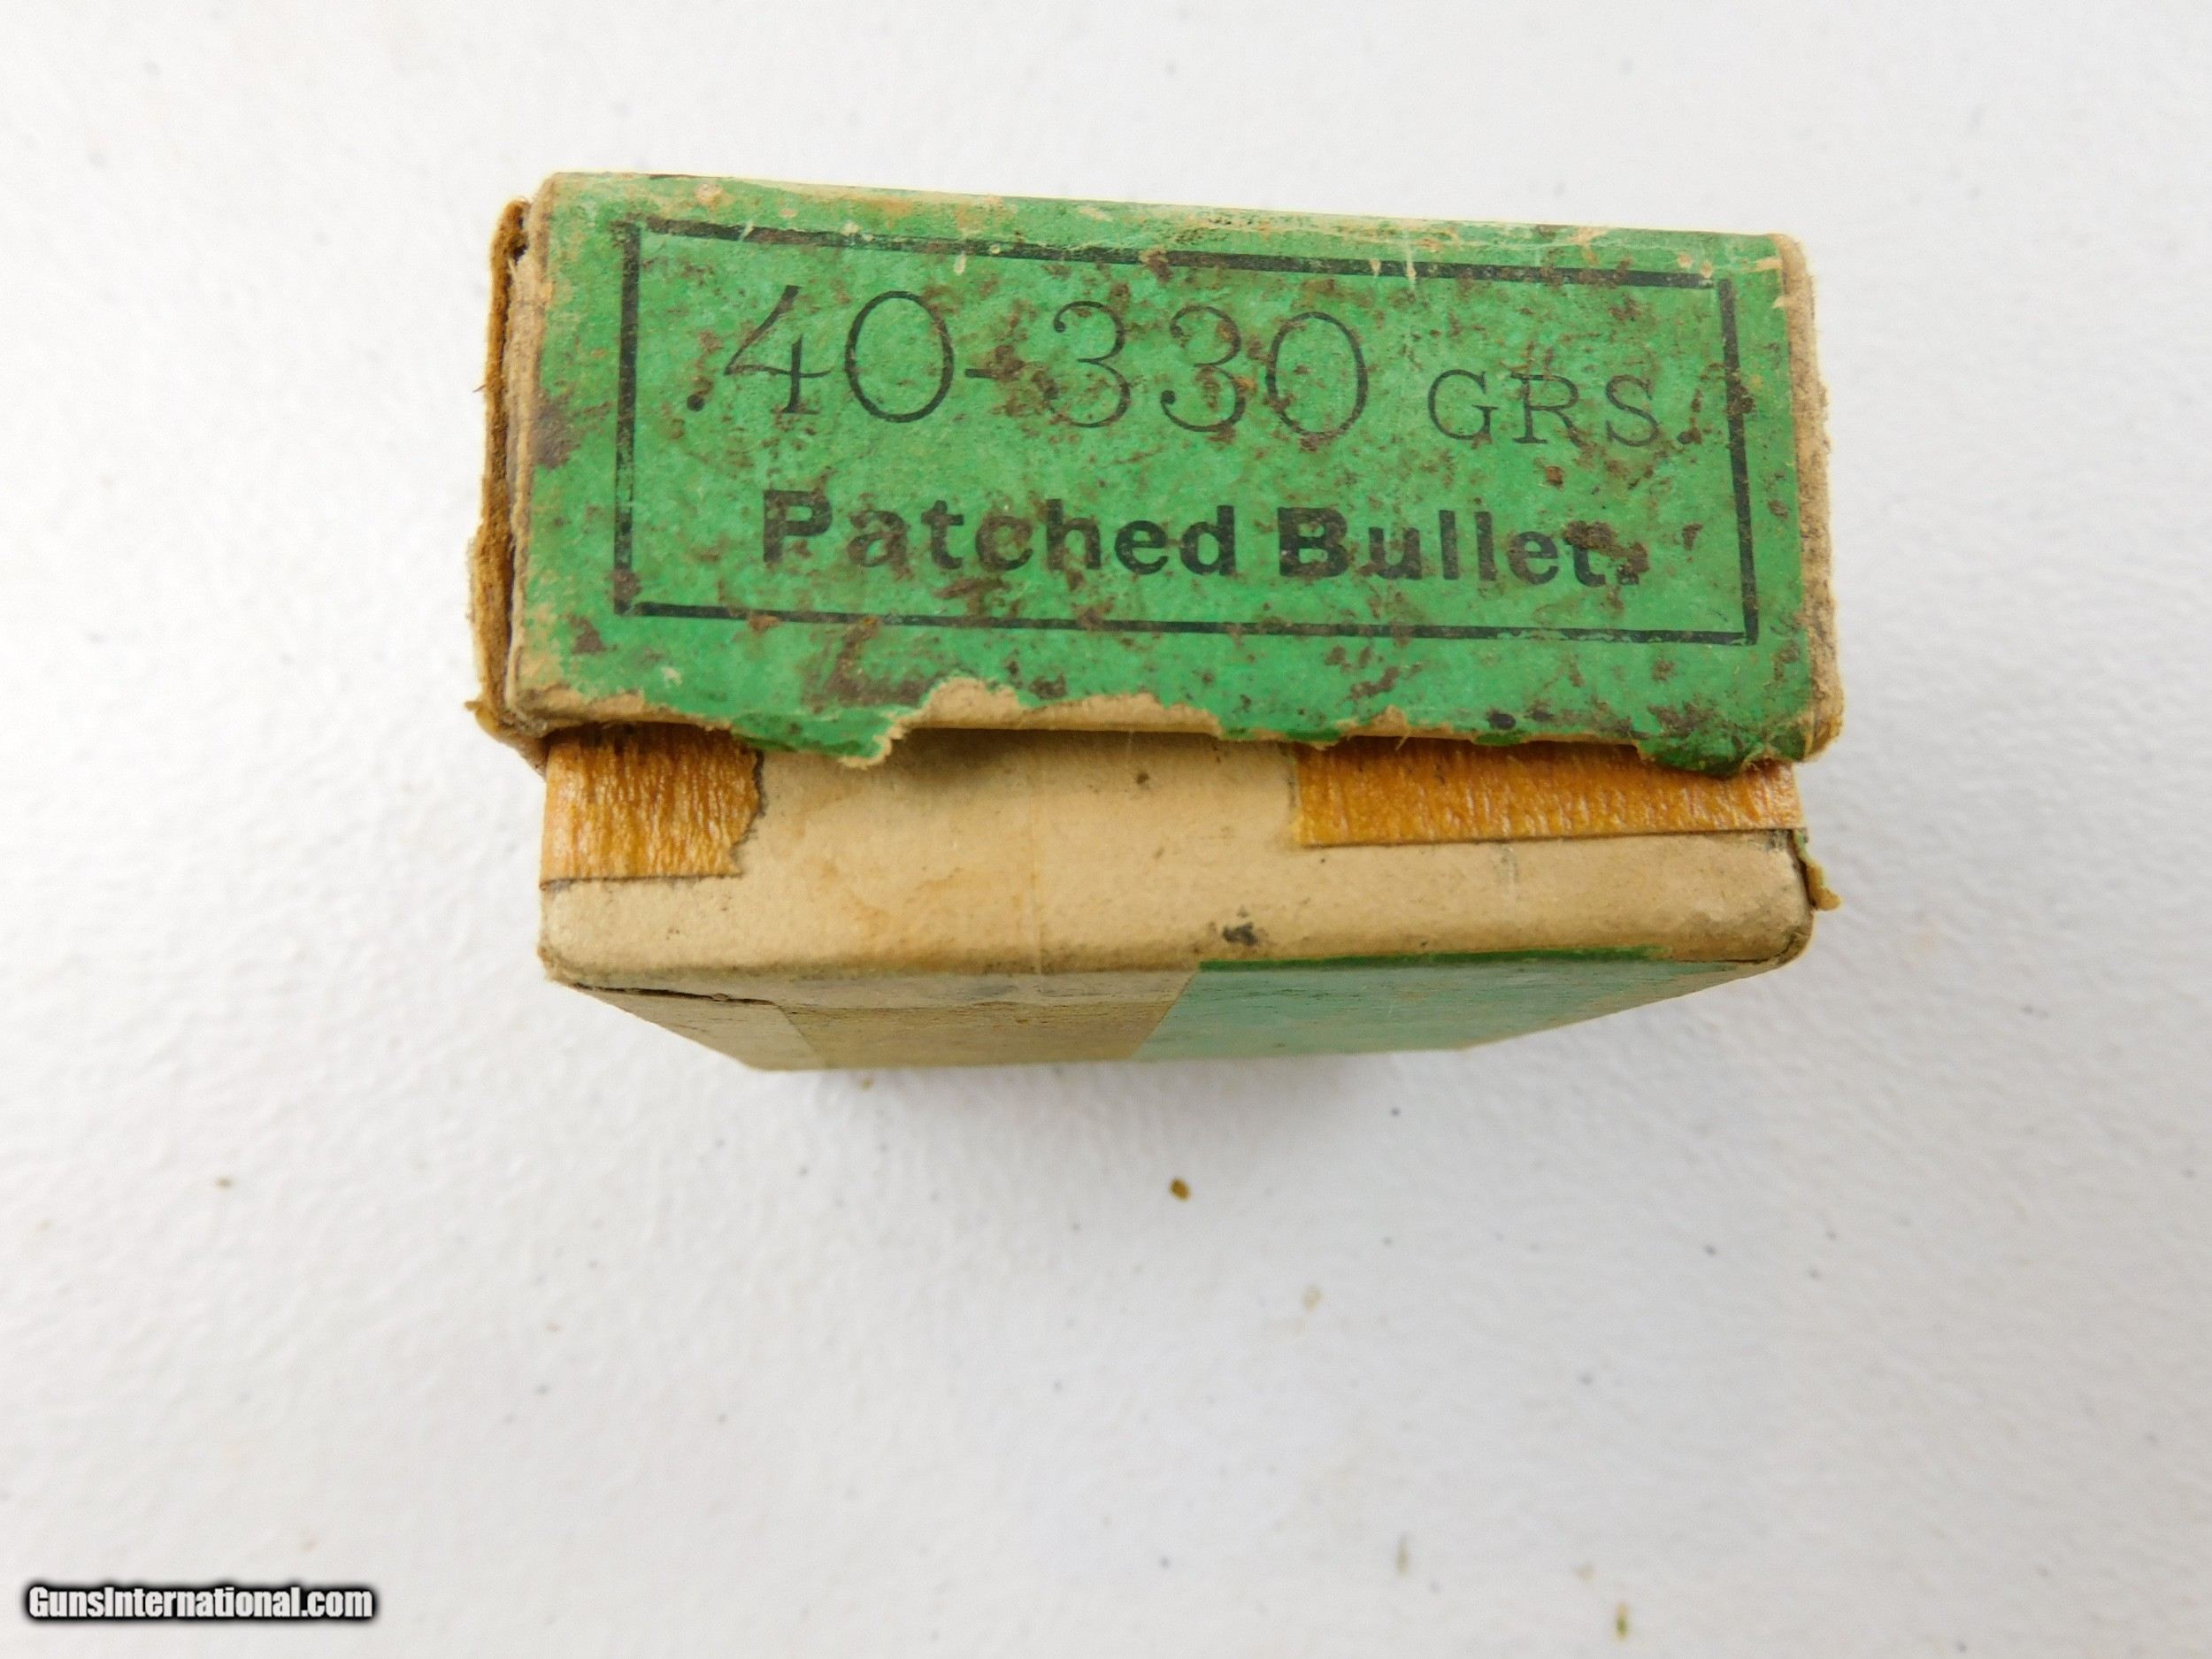 .40-330 GRS.
Patched Bullet.
GunsInternational.com